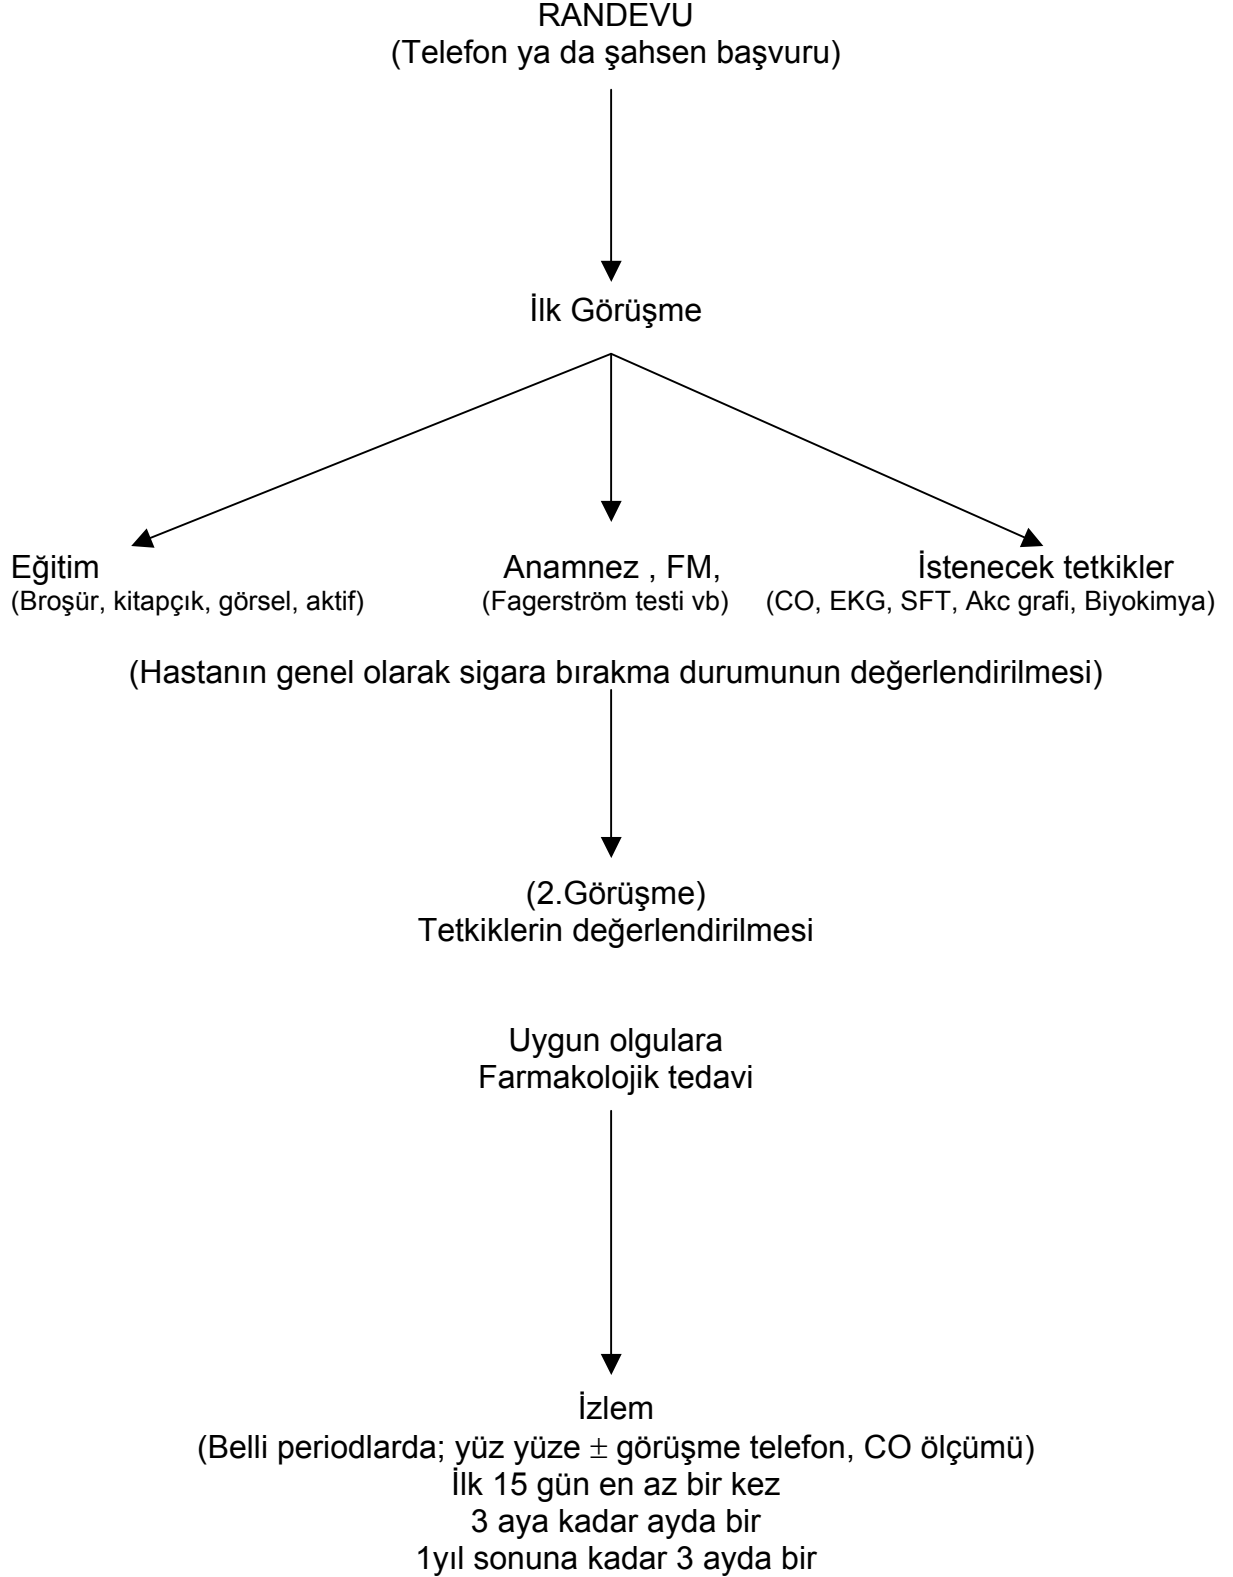 RANDEVU
(Telefon ya da şahsen başvuru)
İlk Görüşme
Eğitim
(Broşür, kitapçık, görsel, aktif)
Anamnez , FM,
(Fagerström testi vb)
İstenecek tetkikler
(CO, EKG, SFT, Akc grafi, Biyokimya)
(Hastanın genel olarak sigara bırakma durumunun değerlendirilmesi)
(2.Görüşme)
Tetkiklerin değerlendirilmesi
Uygun olgulara
Farmakolojik tedavi
İzlem
(Belli periodlarda; yüz yüze ± görüşme telefon, CO ölçümü)
İlk 15 gün en az bir kez
3 aya kadar ayda bir
1yıl sonuna kadar 3 ayda bir